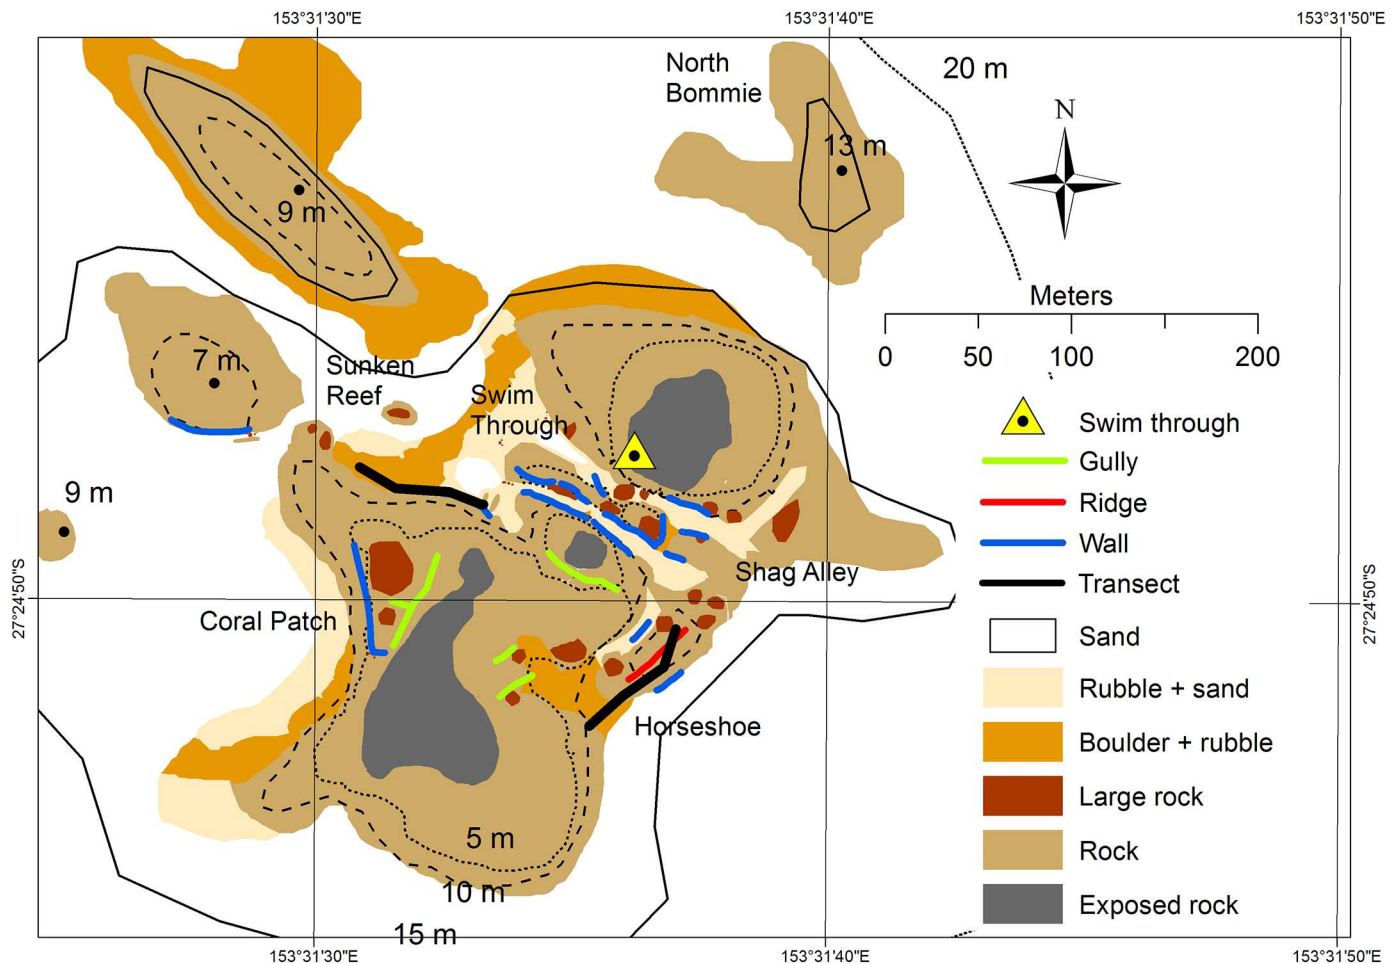 153°31'30"E
153°31'40"E
153°31'50"E
North
Bommie
20 m
N
13 m
9 m
Meters
0 50 100 200
7 m
Sunken
Reef
Swim
Through
Swim through
Gully
9 m
Ridge
Wall
Shag Alley
Transect
27°24'50"S
27°24'50"S
Coral Patch
Sand
Rubble + sand
Horseshoe
Boulder + rubble
Large rock
5 m
Rock
10 m
Exposed rock
15 m
153°31'30"E
153°31'40"E
153°31'50"E